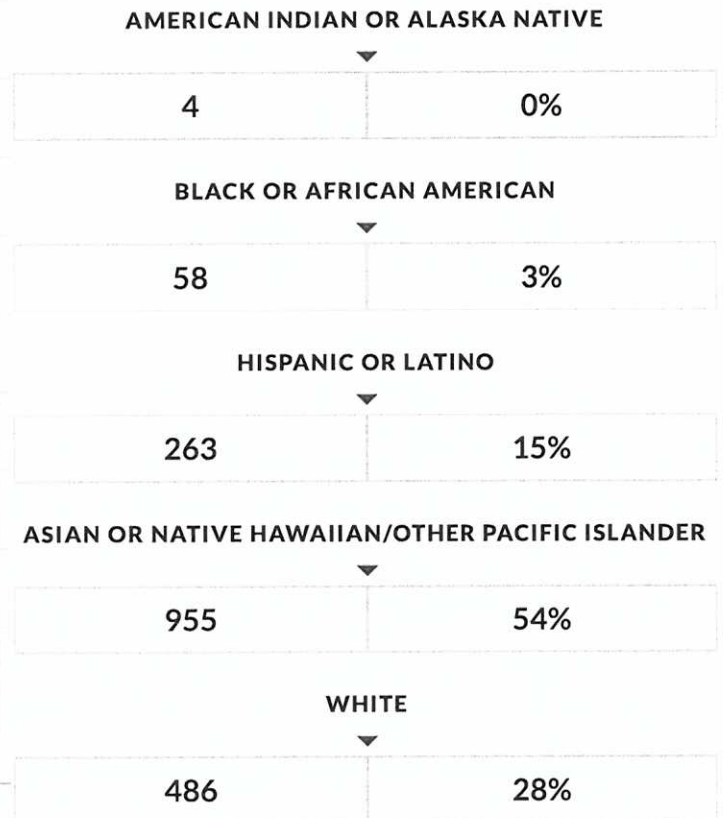 AMERICAN INDIAN OR ALASKA NATIVE
4 0%
BLACK OR AFRICAN AMERICAN
58 3%
HISPANIC OR LATINO
263 15%
ASIAN OR NATIVE HAWAIIAN/OTHER PACIFIC ISLANDER
955 54%
WHITE
486 28%